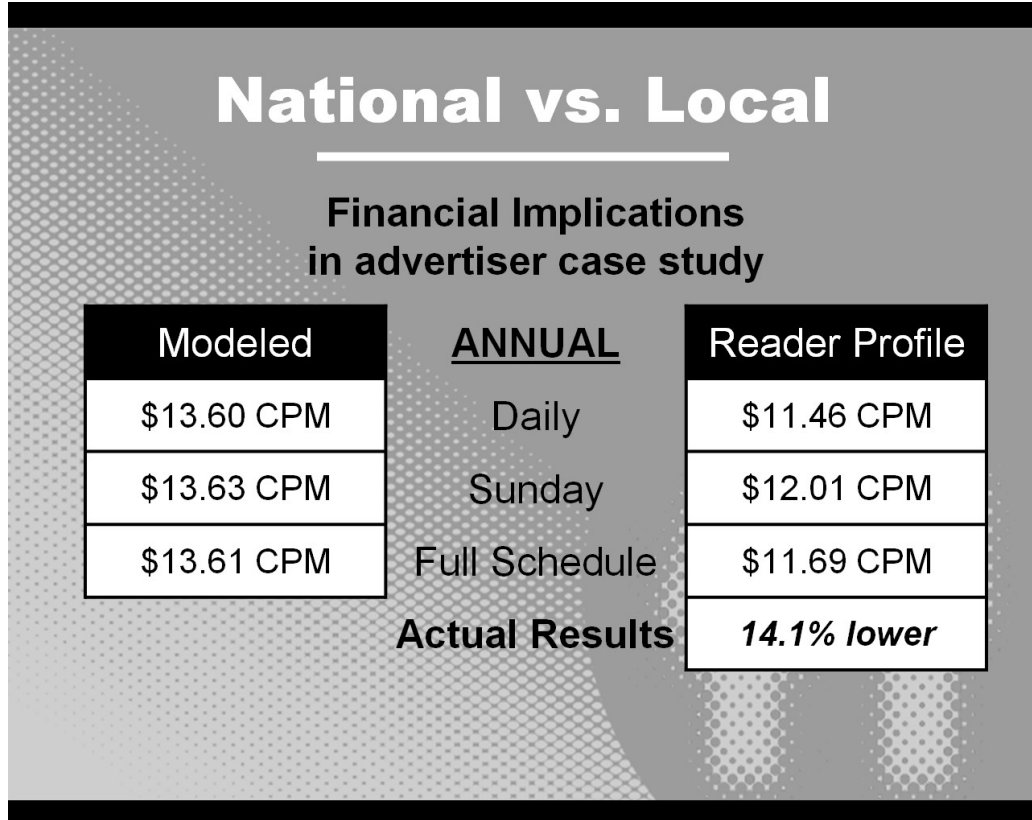 National vs. Local
Financial Implications
in advertiser case study
Modeled ANNUAL Reader Profile
$13.60 CPM Daily $11.46 CPM
$13.63 CPM Sunday $12.01 CPM
$13.61 CPM Full Schedule $11.69 CPM
Actual Results 14.1% lower